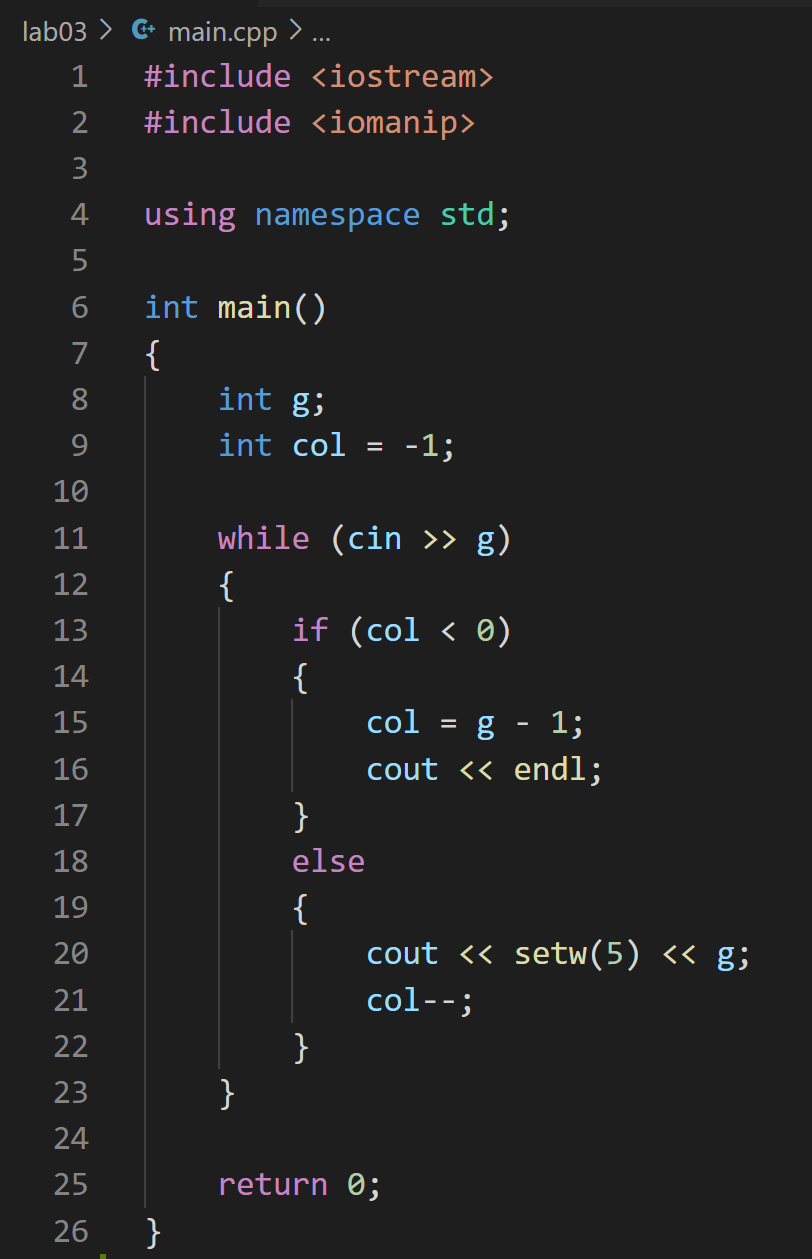 lab03 > C++ main.cpp > ...
1 #include <iostream>
2 #include <iomanip>
3
4 using namespace std;
5
6 int main()
7 {
8     int g;
9     int col = -1;
10
11     while (cin >> g)
12     {
13         if (col < 0)
14         {
15             col = g - 1;
16             cout << endl;
17         }
18         else
19         {
20             cout << setw(5) << g;
21             col--;
22         }
23     }
24
25     return 0;
26 }